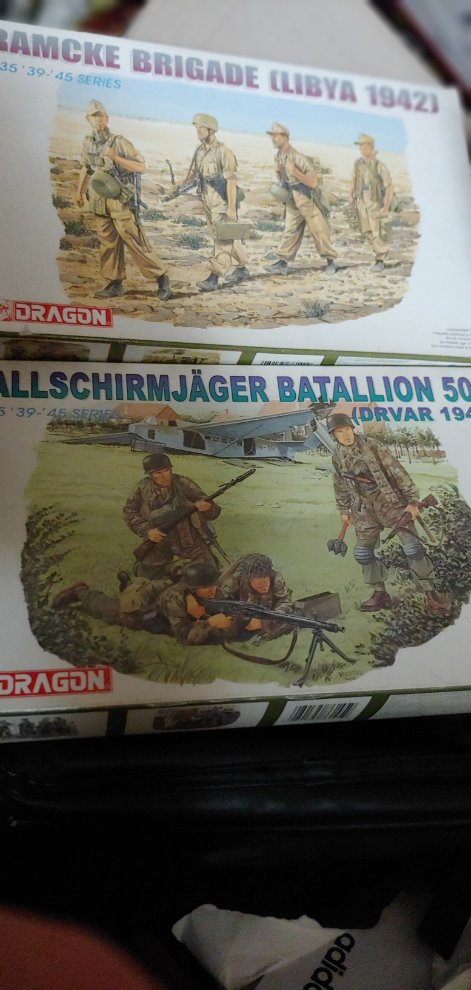 RAMCKE BRIGADE (LIBYA 1942)
35 '39-'45 SERIES
DRAGON
ALLSCHIRMJÄGER BATALLION 50
5 '39-'45 SERIES
(DRVAR 194
DRAGON
adidas